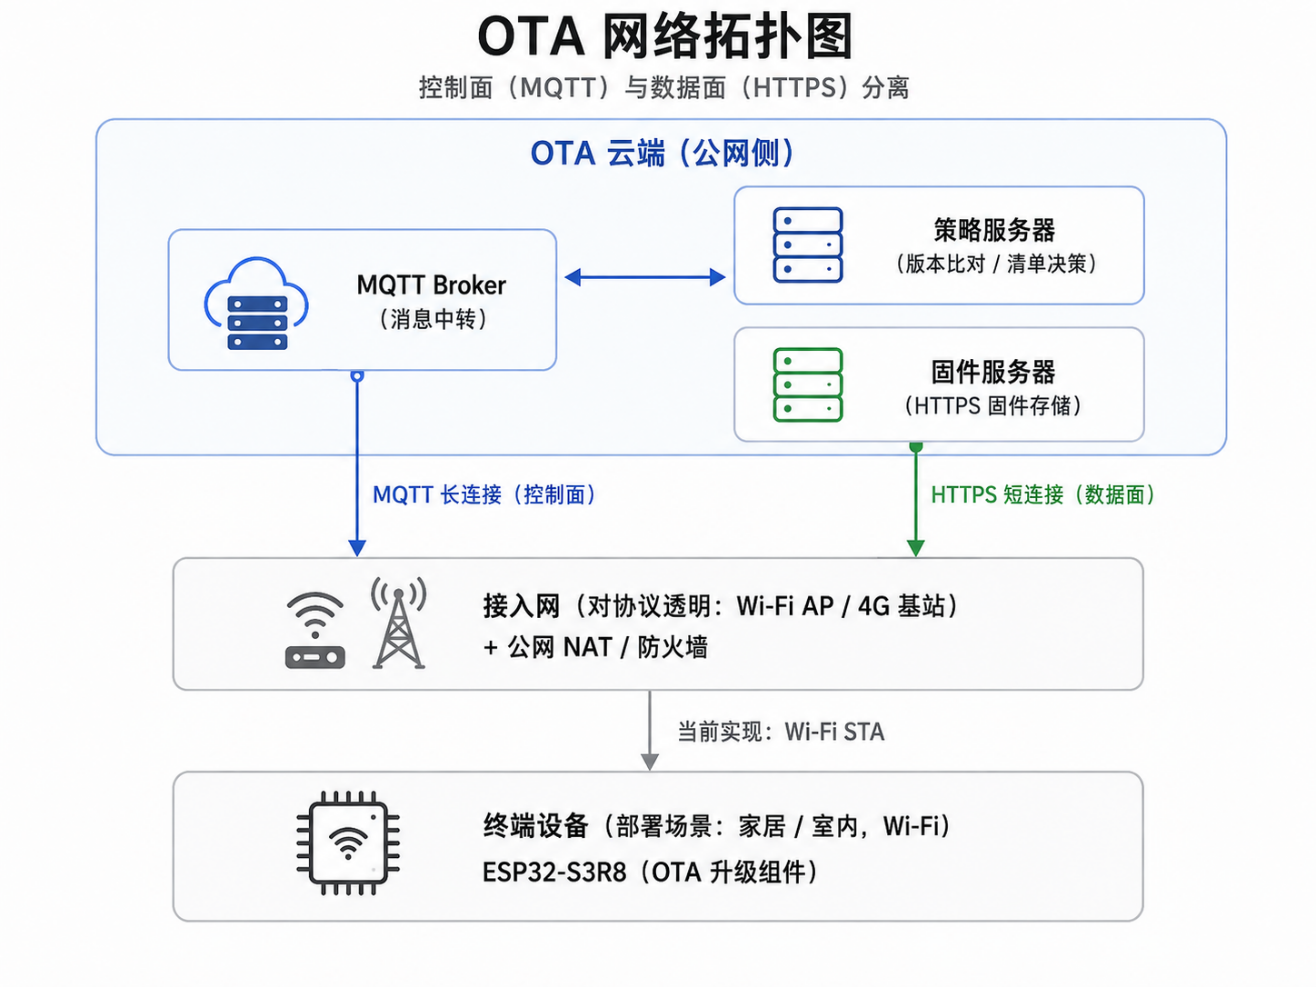 OTA 网络拓扑图
控制面（MQTT）与数据面（HTTPS）分离
OTA 云端（公网侧）
MQTT Broker
（消息中转）
策略服务器
（版本比对 / 清单决策）
固件服务器
（HTTPS 固件存储）
MQTT 长连接（控制面）
HTTPS 短连接（数据面）
接入网（对协议透明：Wi-Fi AP / 4G 基站）
+ 公网 NAT / 防火墙
当前实现：Wi-Fi STA
终端设备（部署场景：家居 / 室内，Wi-Fi）
ESP32-S3R8（OTA 升级组件）